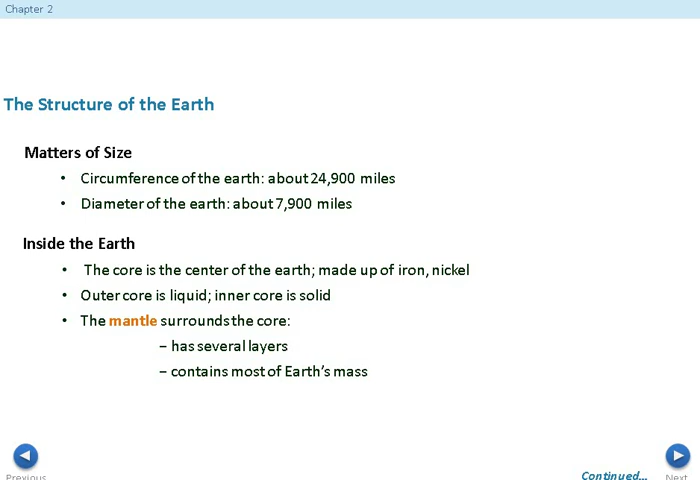 Chapter 2
The Structure of the Earth
Matters of Size
• Circumference of the earth: about 24,900 miles
• Diameter of the earth: about 7,900 miles
Inside the Earth
• The core is the center of the earth; made up of iron, nickel
• Outer core is liquid; inner core is solid
• The mantle surrounds the core:
– has several layers
– contains most of Earth’s mass
Previous
Continued...
Next